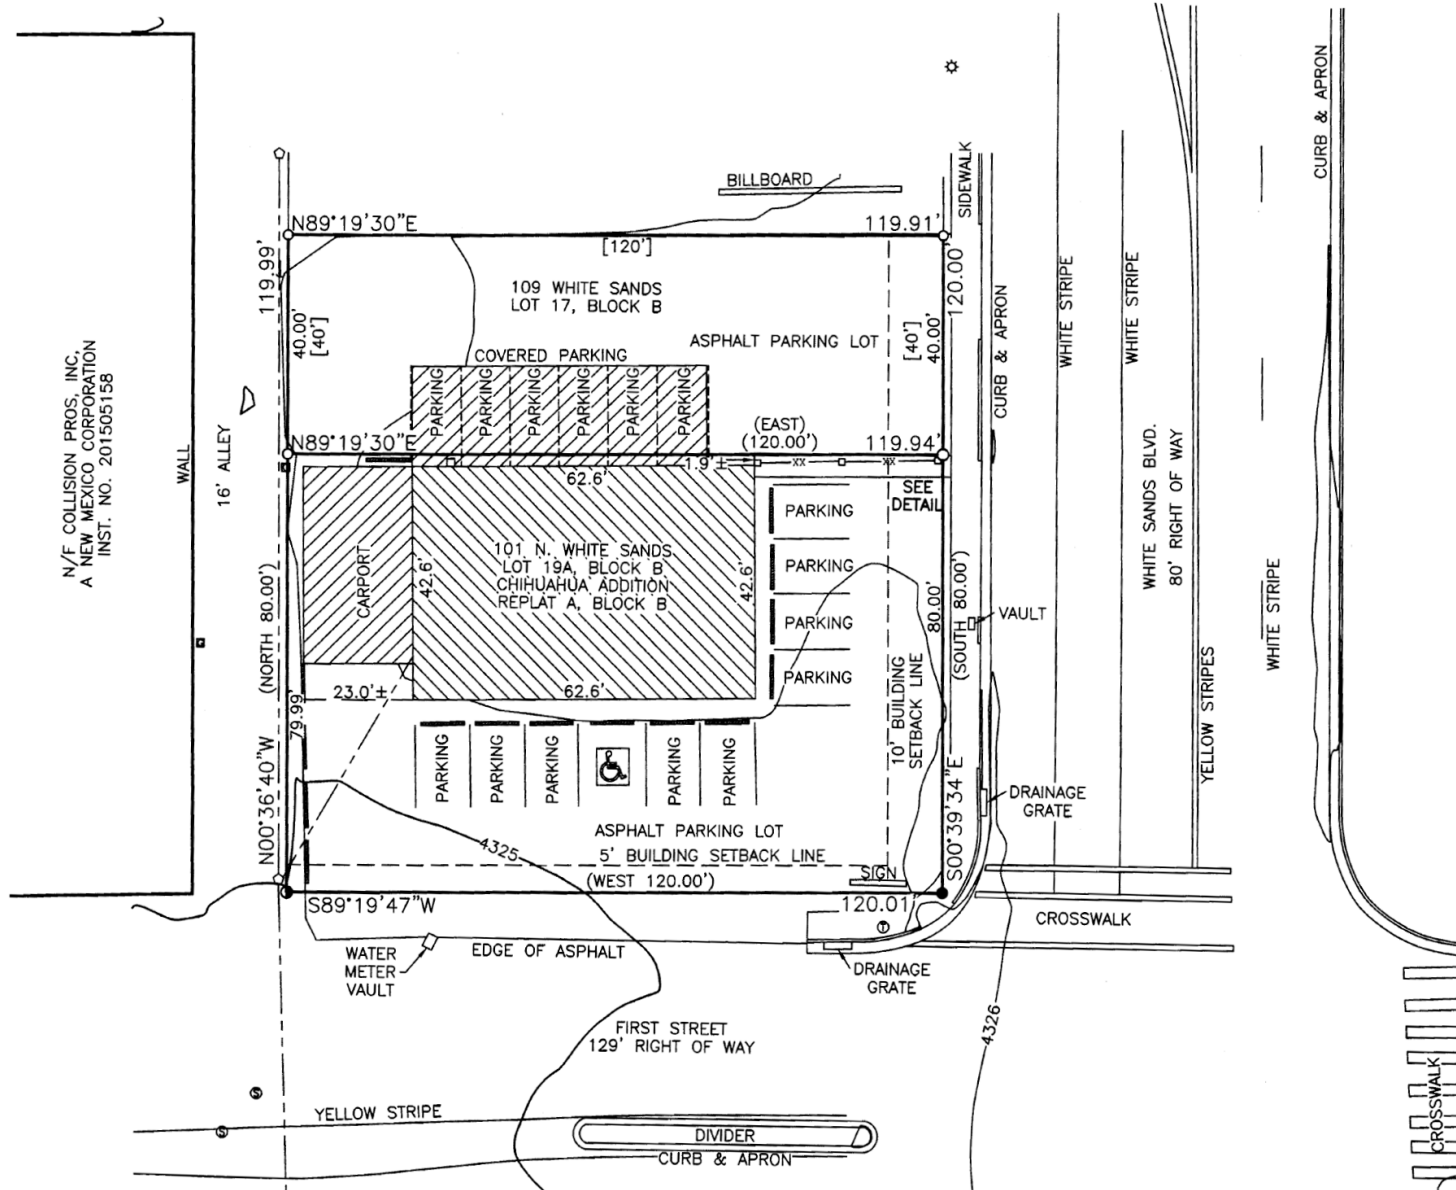 BILLBOARD
SIDEWALK
CURB & APRON
N89°19'30"E
119.91'
[120']
119.99'
120.00'
40.00'
[40']
[40']
40.00'
109 WHITE SANDS
LOT 17, BLOCK B
ASPHALT PARKING LOT
COVERED PARKING
PARKING
PARKING
PARKING
PARKING
PARKING
PARKING
N/F COLLISION PROS, INC,
A NEW MEXICO CORPORATION
INST. NO. 201505158
WALL
16' ALLEY
CURB & APRON
WHITE STRIPE
WHITE STRIPE
WHITE SANDS BLVD.
80' RIGHT OF WAY
WHITE STRIPE
YELLOW STRIPES
N89°19'30"E
(EAST)
(120.00')
119.94'
1.9'±
XX
XX
62.6'
SEE
DETAIL
101 N. WHITE SANDS
LOT 19A, BLOCK B
CHIHUAHUA ADDITION
REPLAT A, BLOCK B
42.6'
42.6'
CARPORT
PARKING
PARKING
PARKING
PARKING
(NORTH 80.00')
80.00'
(SOUTH 80.00')
VAULT
10' BUILDING
SETBACK LINE
23.0'±
62.6'
79.99'
N00°36'40"W
S00°39'34"E
PARKING
PARKING
PARKING
PARKING
PARKING
DRAINAGE
GRATE
ASPHALT PARKING LOT
5' BUILDING SETBACK LINE
4325
(WEST 120.00')
SIGN
S89°19'47"W
120.01'
CROSSWALK
T
WATER
METER
VAULT
EDGE OF ASPHALT
DRAINAGE
GRATE
FIRST STREET
129' RIGHT OF WAY
4326
S
S
YELLOW STRIPE
DIVIDER
CURB & APRON
CROSSWALK